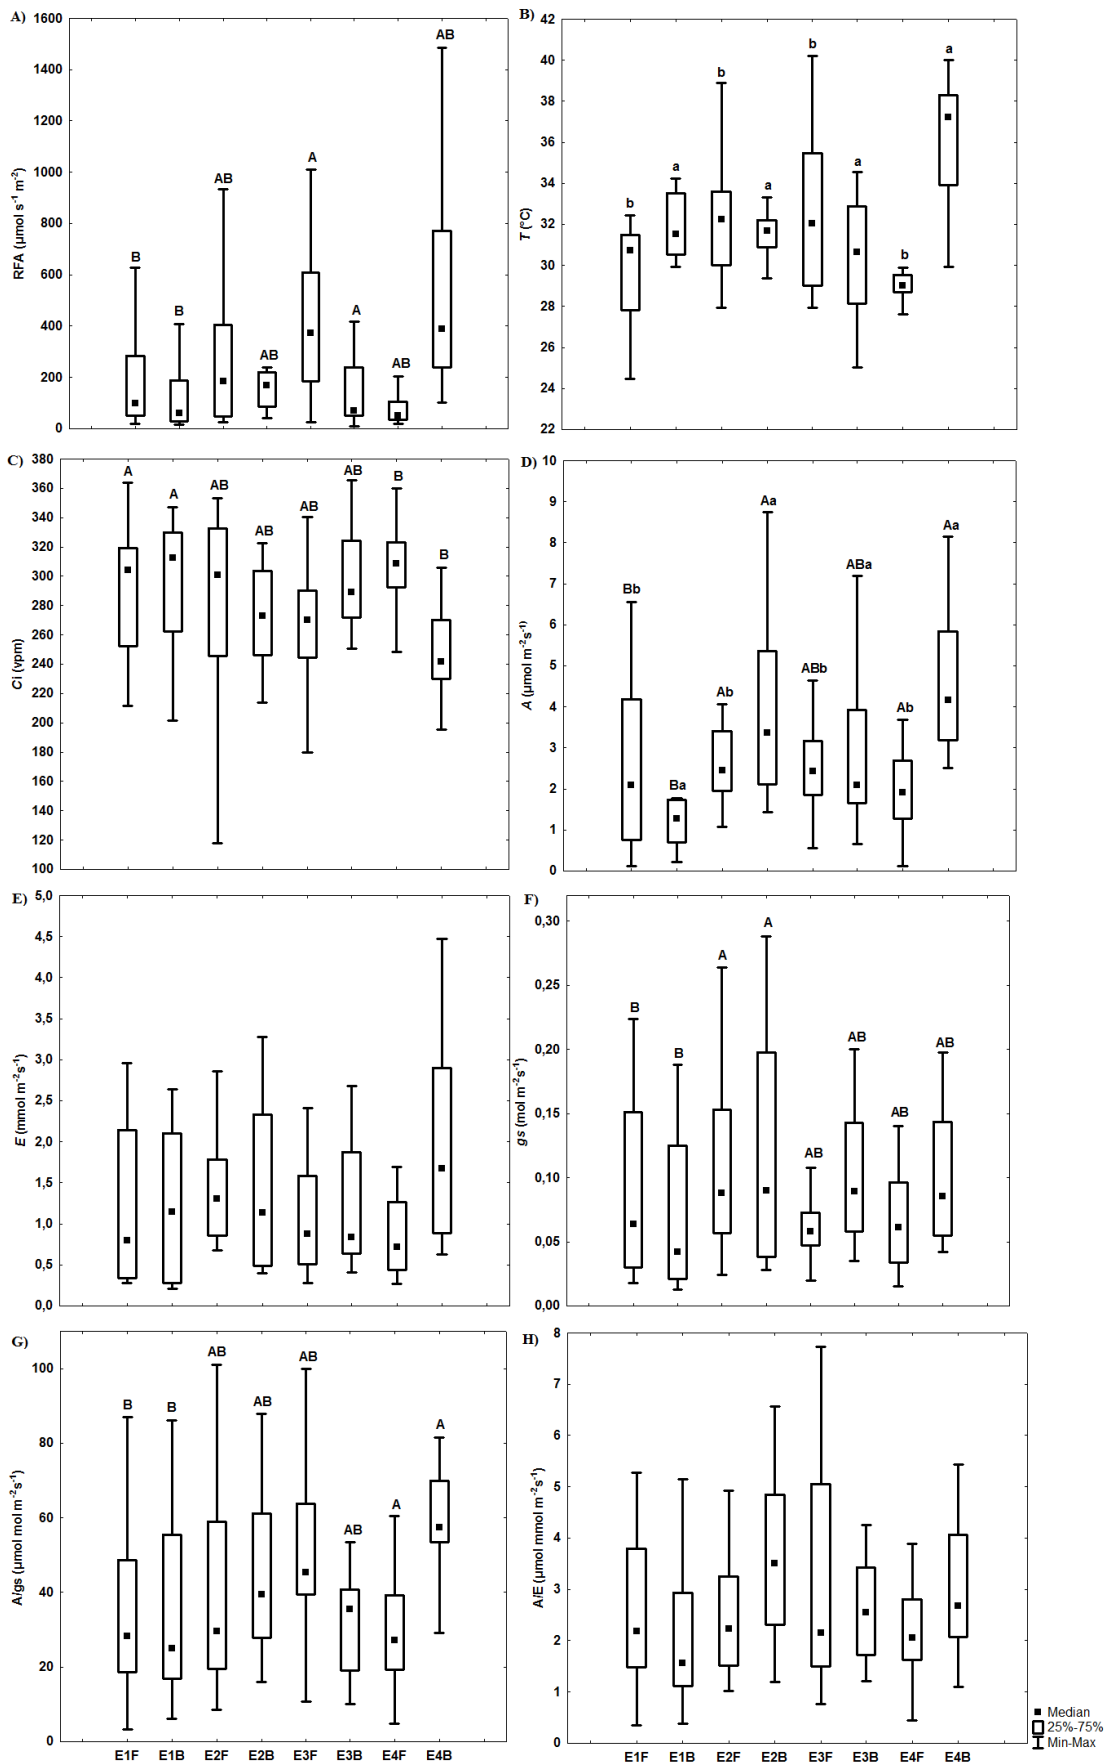 A)
1600
1400
1200
1000
800
600
400
200
0
RFA (µmol s⁻¹ m⁻²)
B
B
AB
AB
A
A
AB
AB
B)
42
40
38
36
34
32
30
28
26
24
22
T (°C)
b
a
b
a
b
a
b
a
C)
380
360
340
320
300
280
260
240
220
200
180
160
140
120
100
Ci (vpm)
A
A
AB
AB
AB
AB
B
B
D)
10
9
8
7
6
5
4
3
2
1
0
A (µmol m⁻²s⁻¹)
Bb
Ba
Ab
Aa
ABb
ABa
Ab
Aa
E)
5,0
4,5
4,0
3,5
3,0
2,5
2,0
1,5
1,0
0,5
0,0
E (mmol m⁻²s⁻¹)
F)
0,30
0,25
0,20
0,15
0,10
0,05
0,00
gs (mol m⁻²s⁻¹)
B
B
A
A
AB
AB
AB
AB
G)
100
80
60
40
20
0
A/gs (µmol mol m⁻²s⁻¹)
B
B
AB
AB
AB
AB
A
A
E1F E1B E2F E2B E3F E3B E4F E4B
H)
8
7
6
5
4
3
2
1
0
A/E (µmol mmol m⁻²s⁻¹)
E1F E1B E2F E2B E3F E3B E4F E4B
Median
25%-75%
Min-Max